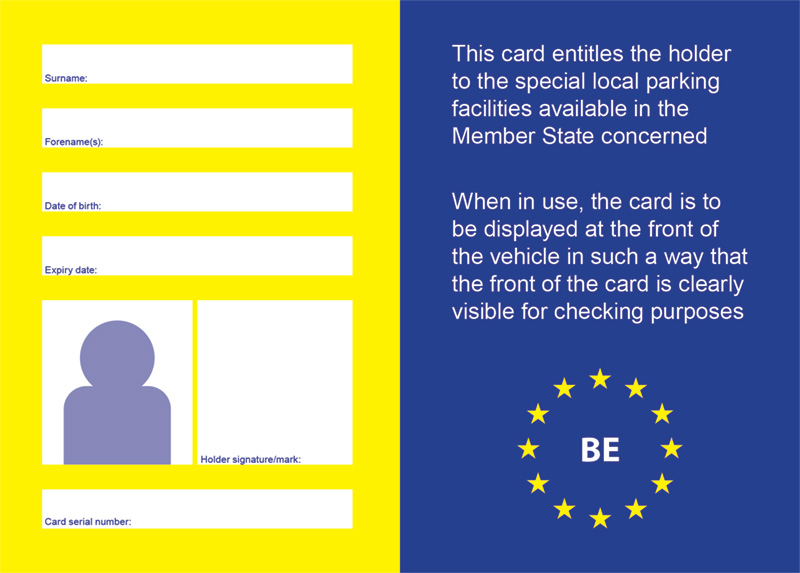 Surname:
Forename(s):
Date of birth:
Expiry date:
Holder signature/mark:
Card serial number:
This card entitles the holder
to the special local parking
facilities available in the
Member State concerned
When in use, the card is to
be displayed at the front of
the vehicle in such a way that
the front of the card is clearly
visible for checking purposes
BE